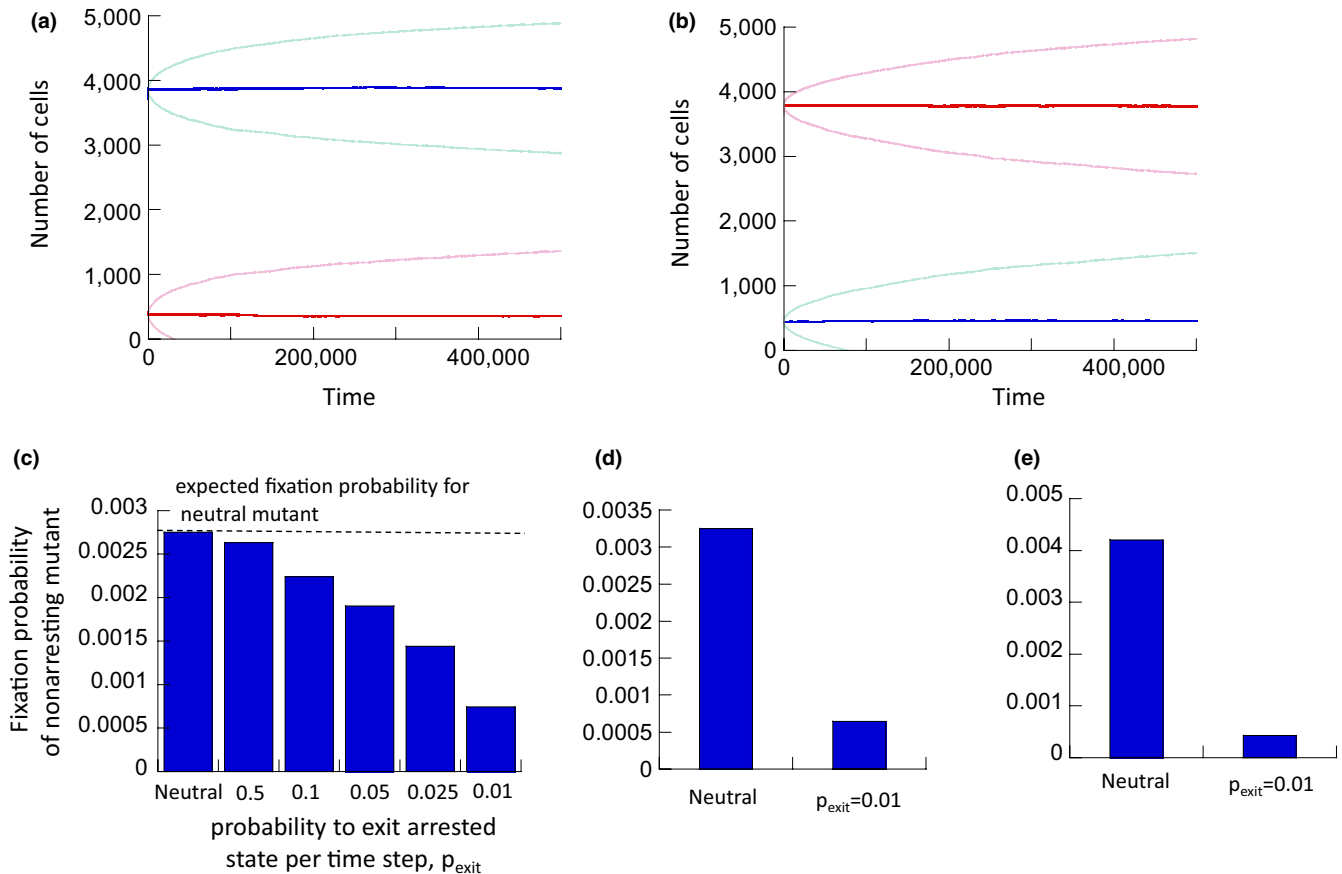 (a)
Number of cells
5,000
4,000
3,000
2,000
1,000
0
0
200,000
400,000
Time
(b)
Number of cells
5,000
4,000
3,000
2,000
1,000
0
0
200,000
400,000
Time
(c)
Fixation probability
of nonarresting mutant
expected fixation probability for
neutral mutant
0.003
0.0025
0.002
0.0015
0.001
0.0005
0
Neutral 0.5 0.1 0.05 0.025 0.01
probability to exit arrested
state per time step, pexit
(d)
0.0035
0.003
0.0025
0.002
0.0015
0.001
0.0005
0
Neutral pexit=0.01
(e)
0.005
0.004
0.003
0.002
0.001
0
Neutral pexit=0.01